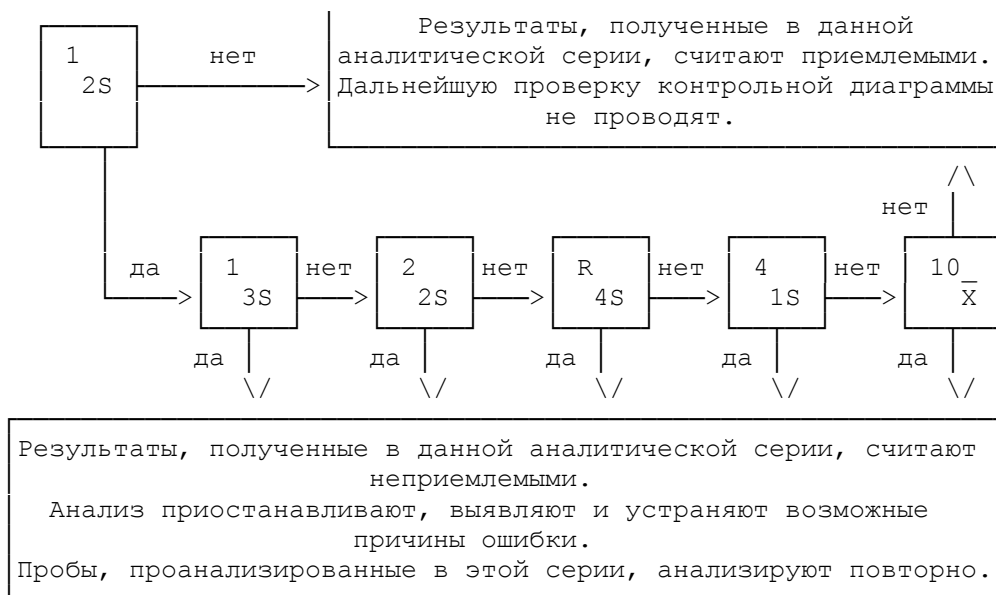 Результаты, полученные в данной
1 нет аналитической серии, считают приемлемыми.
2S > Дальнейшую проверку контрольной диаграммы
не проводят.
/\
нет
да 1 нет 2 нет R нет 4 нет 10_
> 3S > 2S > 4S > 1S > X
да да да да да
\/ \/ \/ \/ \/
Результаты, полученные в данной аналитической серии, считают
неприемлемыми.
Анализ приостанавливают, выявляют и устраняют возможные
причины ошибки.
Пробы, проанализированные в этой серии, анализируют повторно.